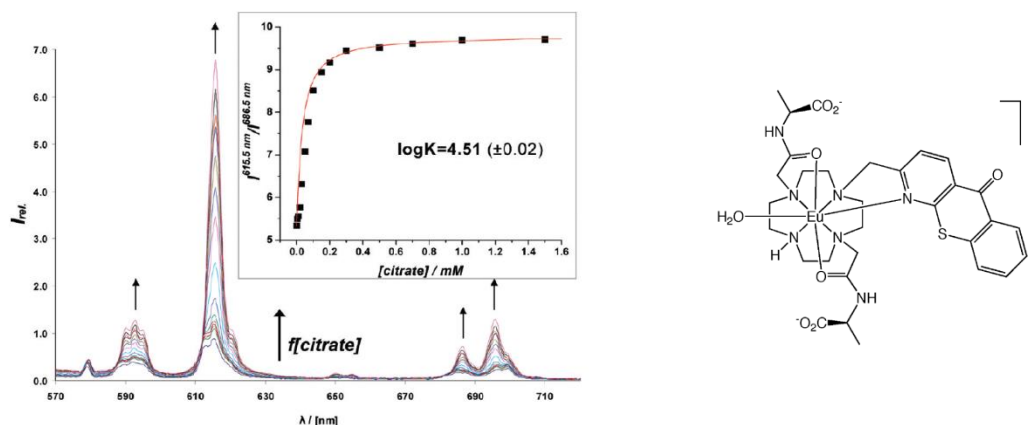 7.0
6.0
5.0
4.0
3.0
2.0
1.0
0.0
I rel.
570 590 610 630 650 670 690 710
λ / [nm]
f[citrate]
10
9
8
7
6
5
I615.5 nm/I686.5 nm
logK=4.51 (±0.02)
0.0 0.2 0.4 0.6 0.8 1.0 1.2 1.4 1.6
[citrate] / mM
CO2-
HN
O
N N
O
H2O Eu N
N N
H
S
O
NH
-O2C